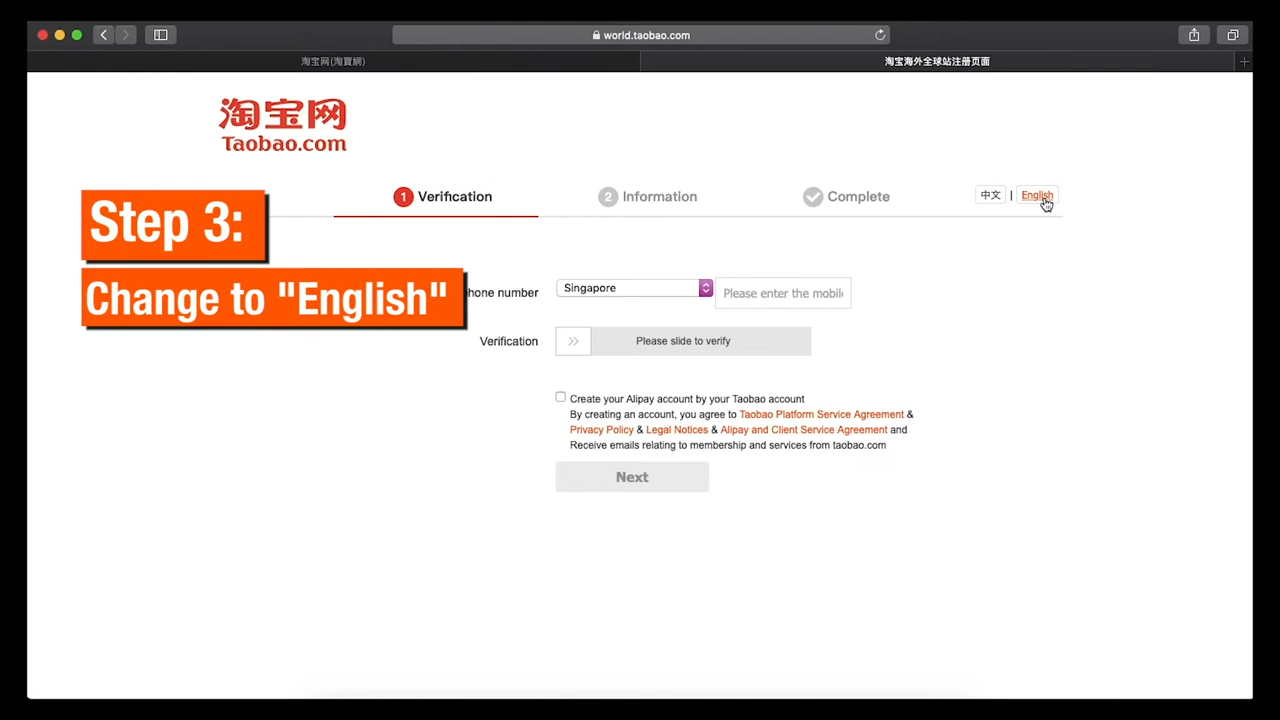 world.taobao.com
淘宝网(淘寶網)
淘宝海外全球站注册页面
淘宝网
Taobao.com
1 Verification
2 Information
Complete
中文 | English
Step 3:
Change to "English"
phone number
Singapore
Please enter the mobil
Verification
Please slide to verify
Create your Alipay account by your Taobao account
By creating an account, you agree to Taobao Platform Service Agreement &
Privacy Policy & Legal Notices & Alipay and Client Service Agreement and
Receive emails relating to membership and services from taobao.com
Next